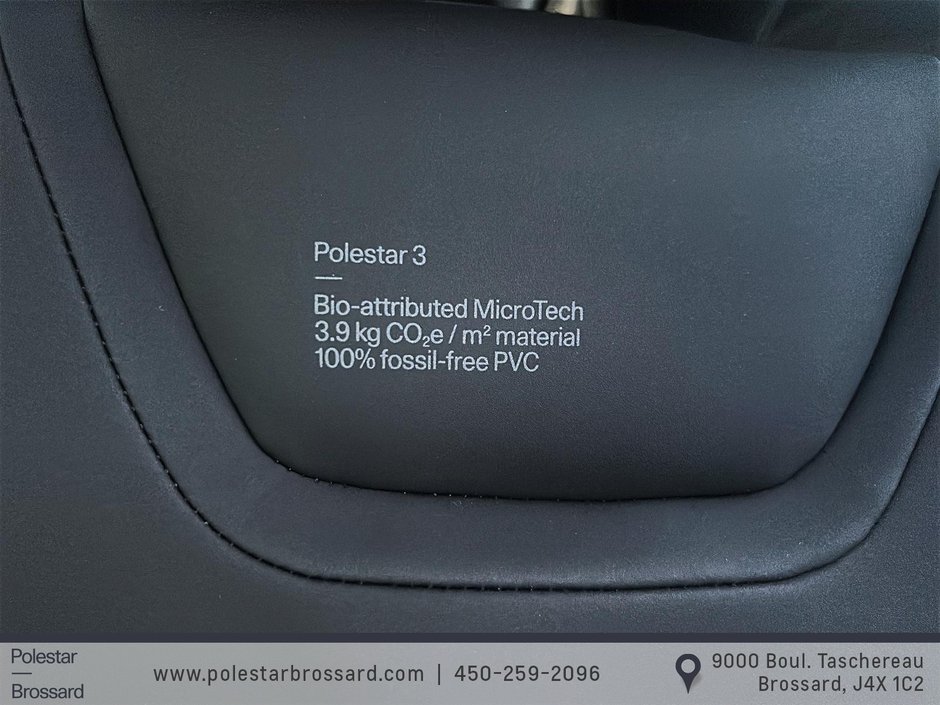 Polestar 3
Bio-attributed MicroTech
3.9 kg CO₂e / m² material
100% fossil-free PVC
Polestar
Brossard
www.polestarbrossard.com | 450-259-2096
9000 Boul. Taschereau
Brossard, J4X 1C2